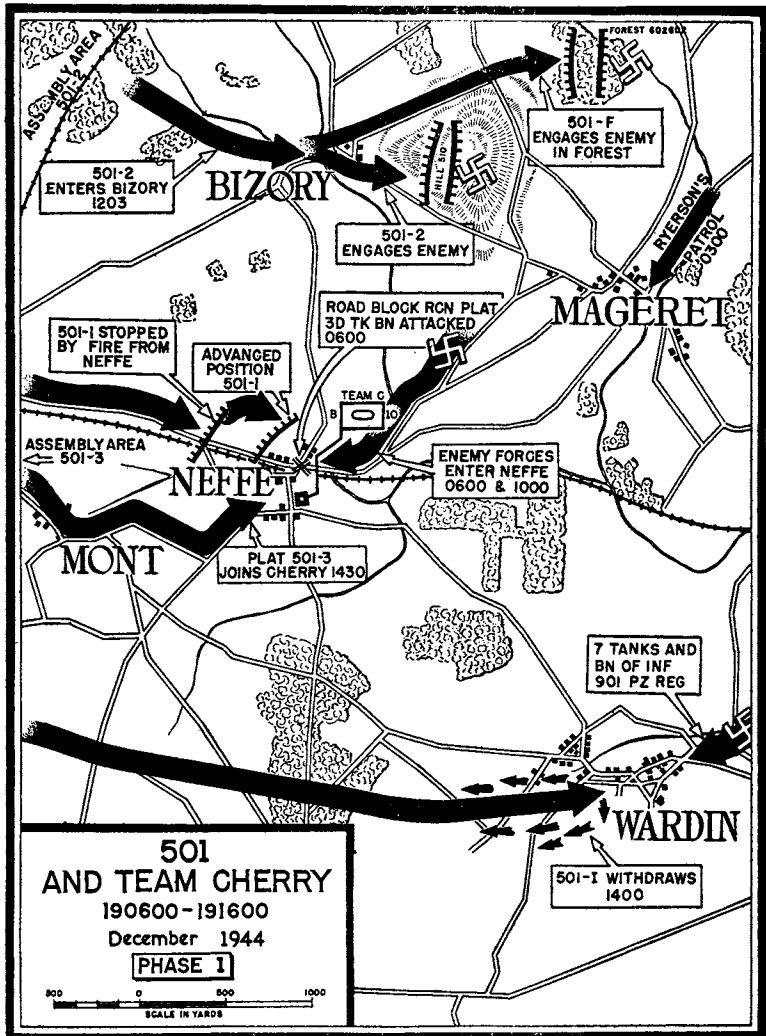 ASSEMBLY AREA
501-2
FOREST 602602
501-F
ENGAGES ENEMY
IN FOREST
501-2
ENTERS BIZORY
1203
BIZORY
HILL 510
501-2
ENGAGES ENEMY
RYERSON'S
PATROL
0300
MAGERET
ROAD BLOCK RCN PLAT
3D TK BN ATTACKED
0600
501-1 STOPPED
BY FIRE FROM
NEFFE
ADVANCED
POSITION
501-1
TEAM C
B 10
ASSEMBLY AREA
501-3
NEFFE
ENEMY FORCES
ENTER NEFFE
0600 & 1000
MONT
PLAT 501-3
JOINS CHERRY 1430
7 TANKS AND
BN OF INF
901 PZ REG
WARDIN
501-I WITHDRAWS
1400
501
AND TEAM CHERRY
190600-191600
December 1944
PHASE 1
500 0 500 1000
SCALE IN YARDS